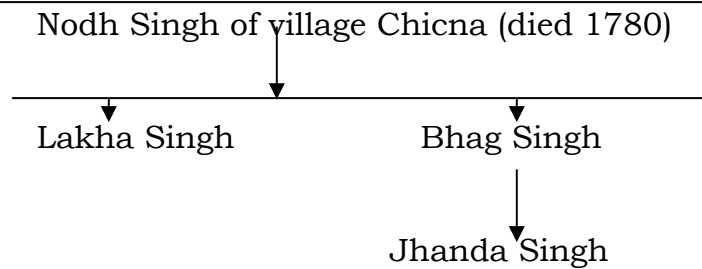 Nodh Singh of village Chicna (died 1780)
Lakha Singh Bhag Singh
Jhanda Singh